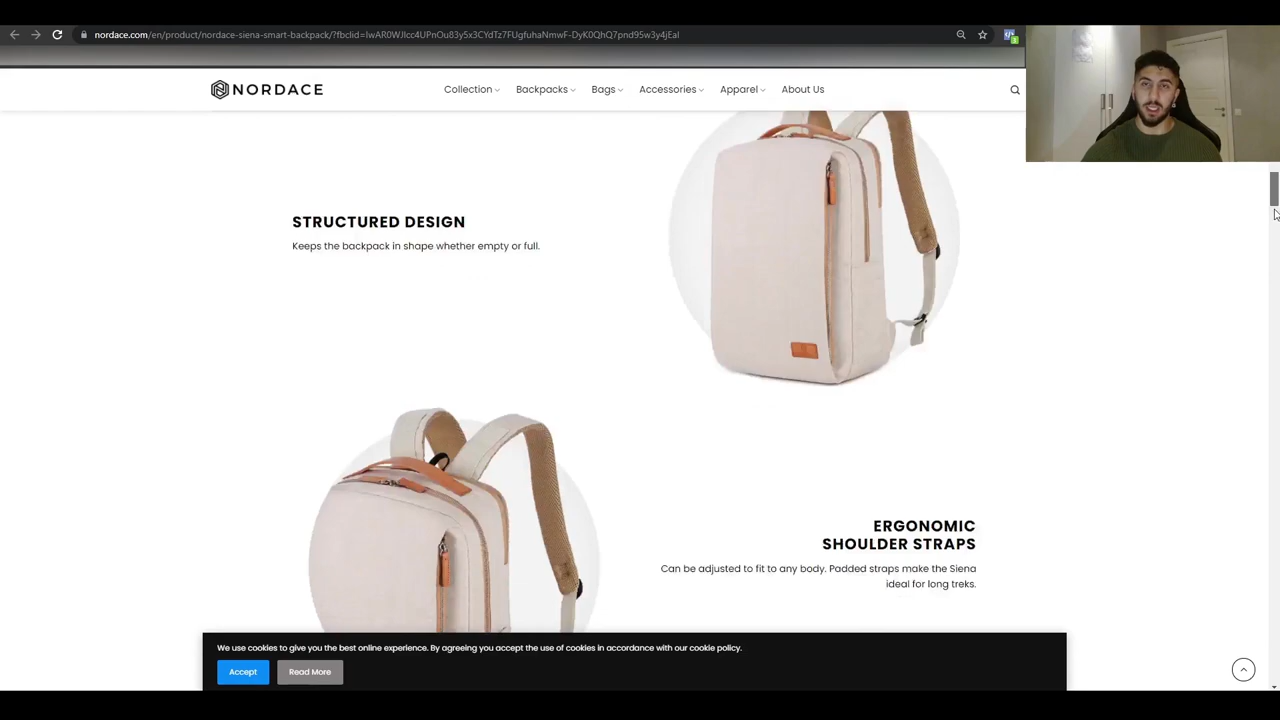 nordace.com/en/product/nordace-siena-smart-backpack/?fbclid=IwAR0WJIcc4UPnOu83y5x3CYdTz7FUgfuhaNmwF-DyK0QhQ7pnd95w3y4jEaI
NORDACE
Collection Backpacks Bags Accessories Apparel About Us
STRUCTURED DESIGN
Keeps the backpack in shape whether empty or full.
ERGONOMIC
SHOULDER STRAPS
Can be adjusted to fit to any body. Padded straps make the Siena
ideal for long treks.
We use cookies to give you the best online experience. By agreeing you accept the use of cookies in accordance with our cookie policy.
Accept Read More